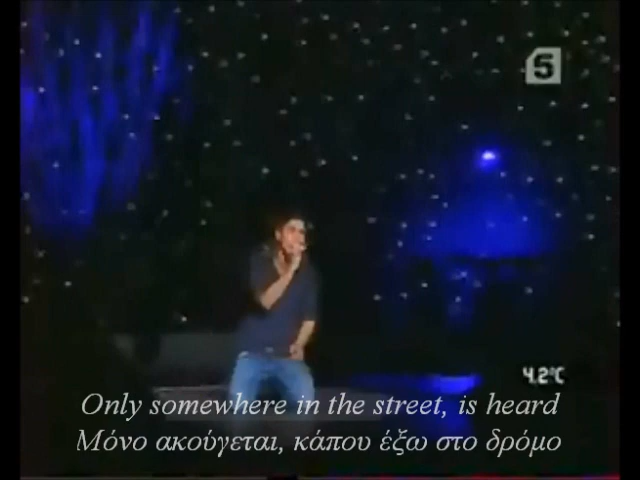 5
4.2°C
Only somewhere in the street, is heard
Μόνο ακούγεται, κάπου έξω στο δρόμο